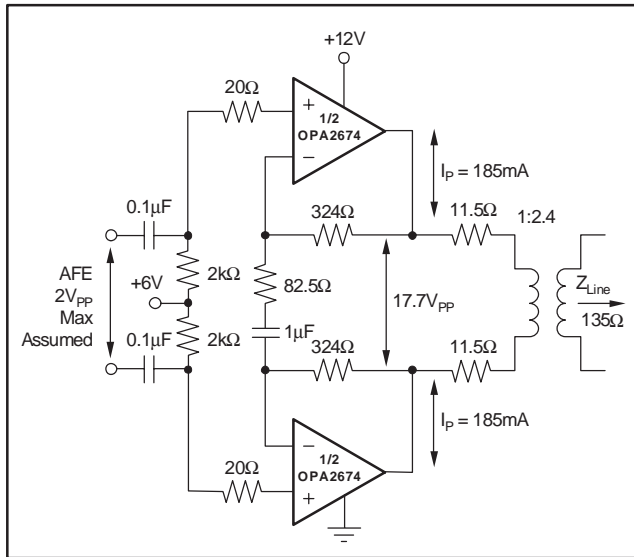 +12V
20Ω
+
1/2
OPA2674
−
I_P = 185mA
0.1μF
324Ω
11.5Ω
1:2.4
AFE
2V_PP
Max
Assumed
+6V
2kΩ
82.5Ω
17.7V_PP
Z_Line
135Ω
0.1μF
2kΩ
1μF
324Ω
11.5Ω
I_P = 185mA
−
1/2
OPA2674
+
20Ω